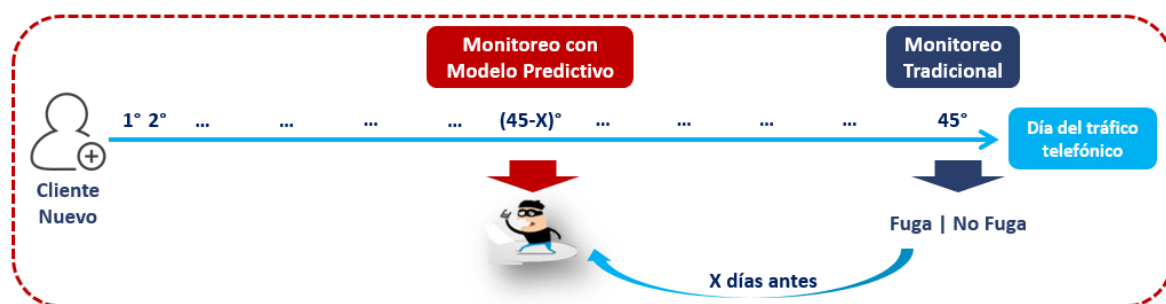 Monitoreo con
Modelo Predictivo
Monitoreo
Tradicional
1° 2° ... ... ... ... (45-X)° ... ... ... ... 45°
Día del tráfico
telefónico
Cliente
Nuevo
Fuga | No Fuga
X días antes